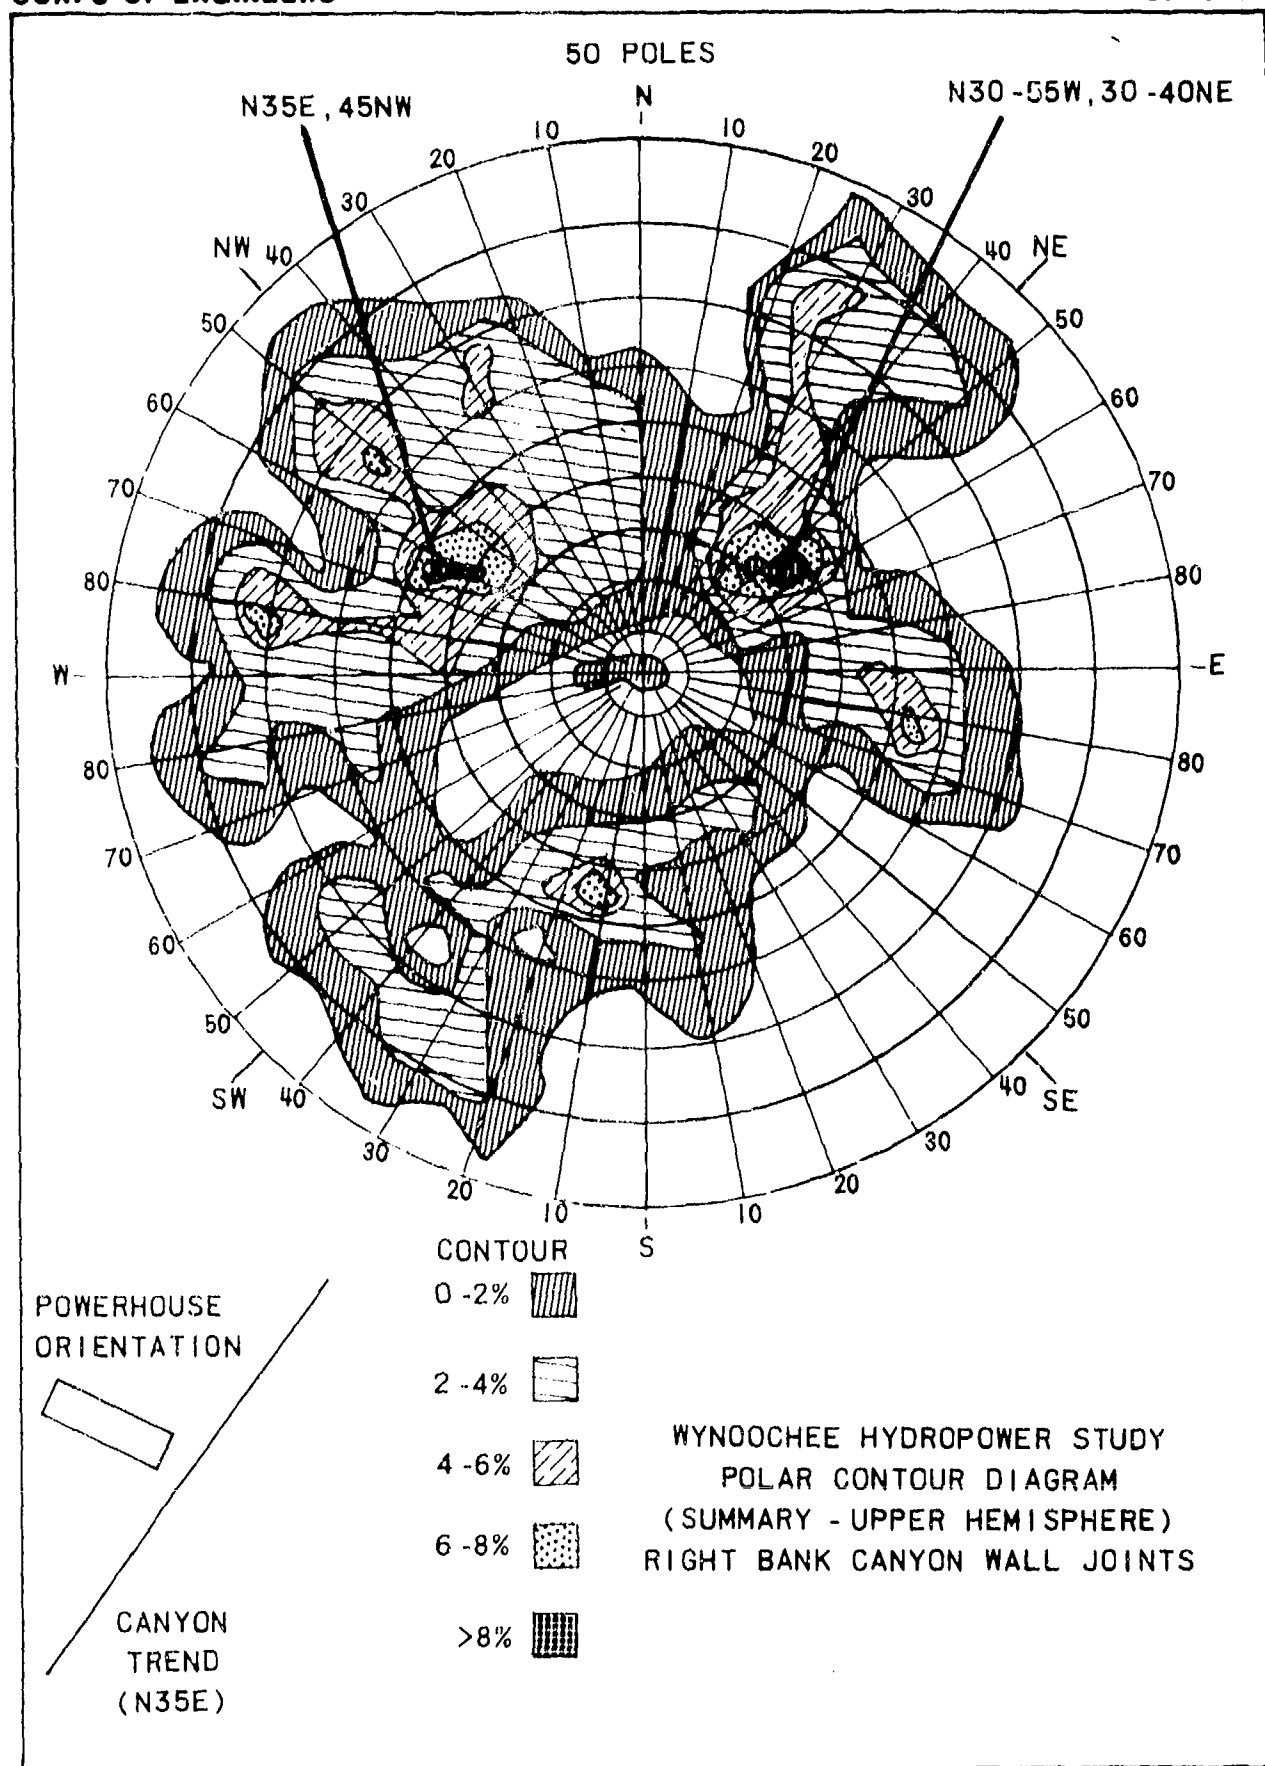 CORPS OF ENGINEERS
50 POLES
N35E, 45NW
N
N30-55W, 30-40NE
10
10
20
20
30
30
NW
40
40
NE
50
50
60
60
70
70
80
80
W
E
80
80
70
70
60
60
50
50
SW
40
40
SE
30
30
20
20
10
10
S
CONTOUR
0-2%
POWERHOUSE
ORIENTATION
2-4%
4-6%
6-8%
>8%
WYNOOCHEE HYDROPOWER STUDY
POLAR CONTOUR DIAGRAM
(SUMMARY - UPPER HEMISPHERE)
RIGHT BANK CANYON WALL JOINTS
CANYON
TREND
(N35E)